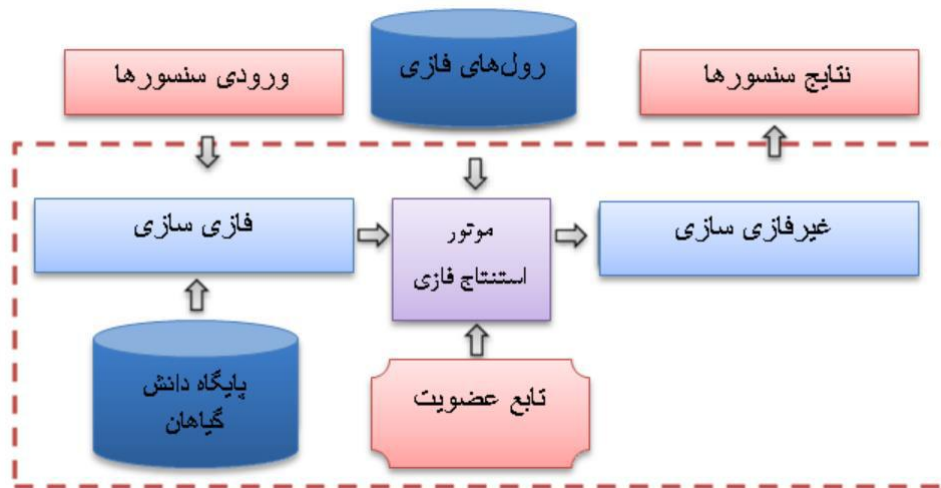 ورودی سنسورها
رول‌های فازی
نتایج سنسورها
فازی سازی
موتور
استنتاج فازی
غیرفازی سازی
پایگاه دانش
گیاهان
تابع عضویت